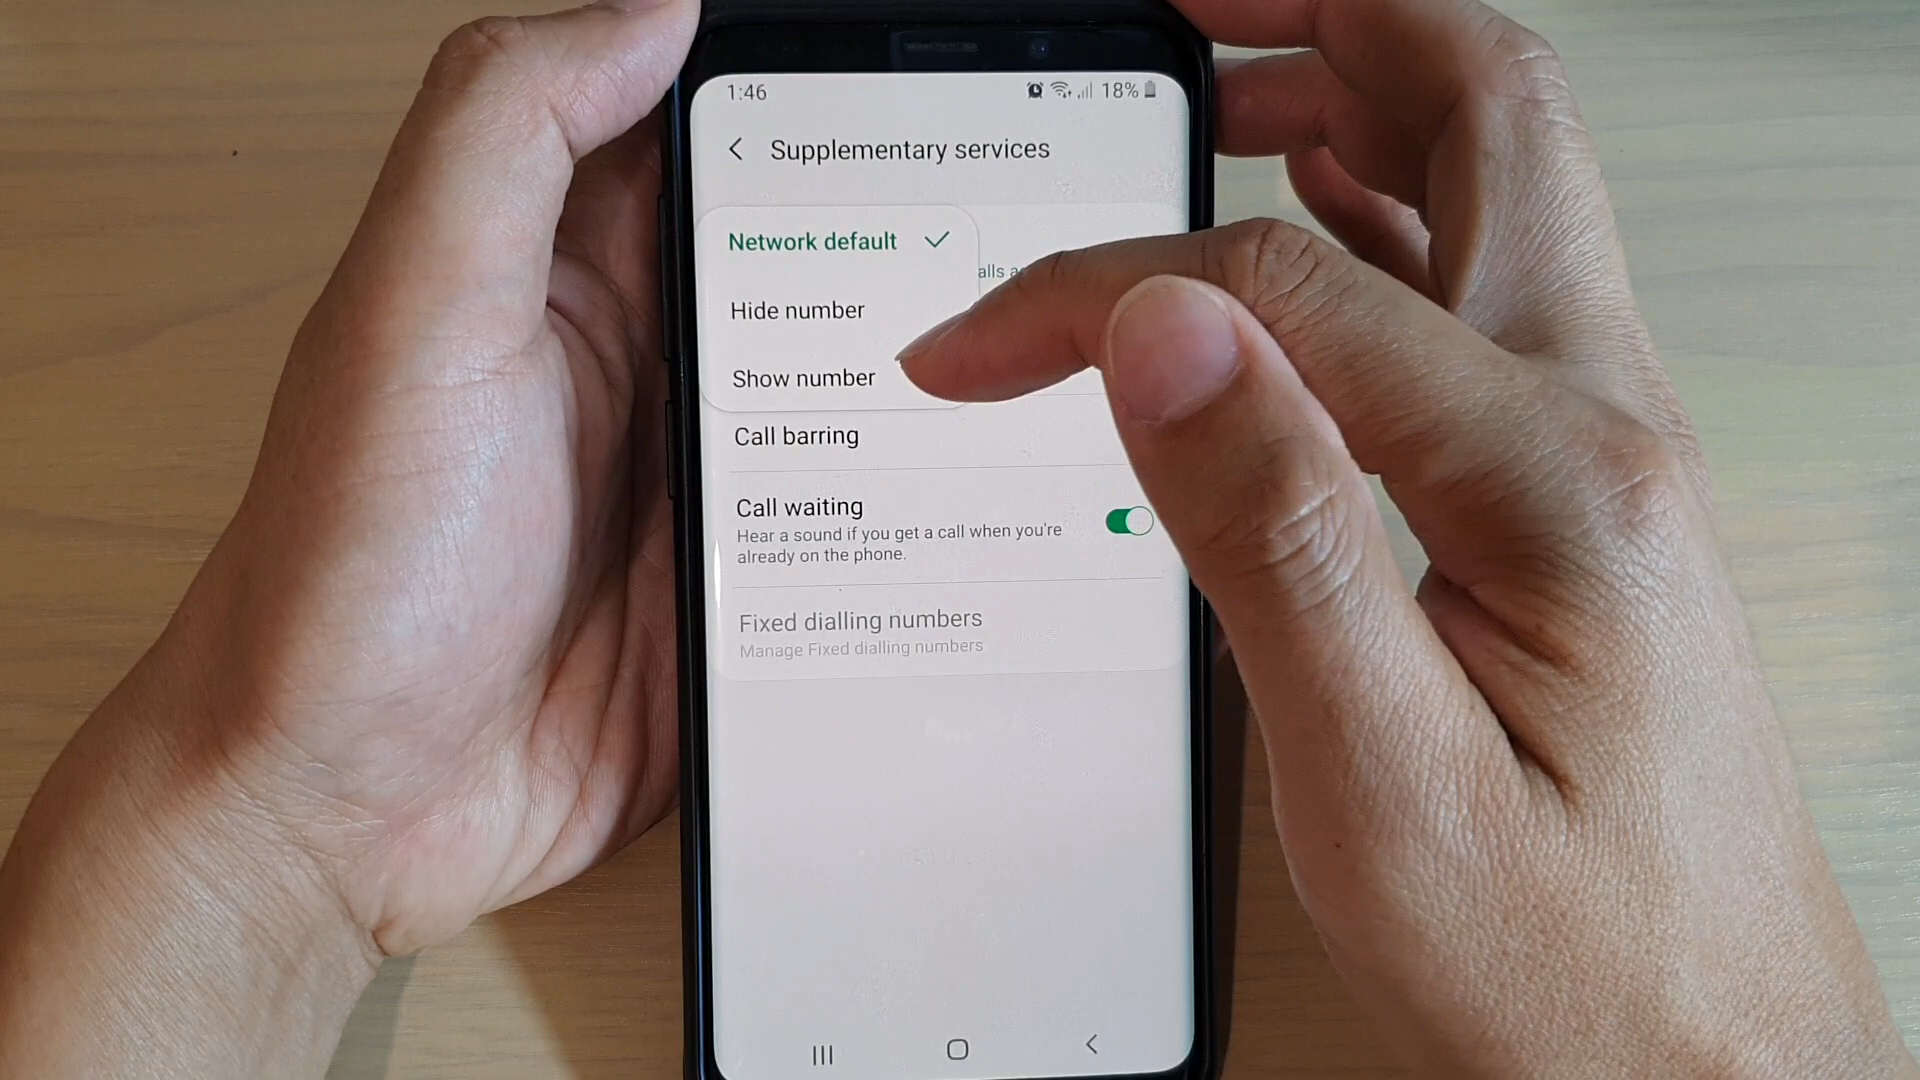 1:46 18%
Supplementary services
Network default
alls
Hide number
Show number
Call barring
Call waiting
Hear a sound if you get a call when you're
already on the phone.
Fixed dialling numbers
Manage Fixed dialling numbers